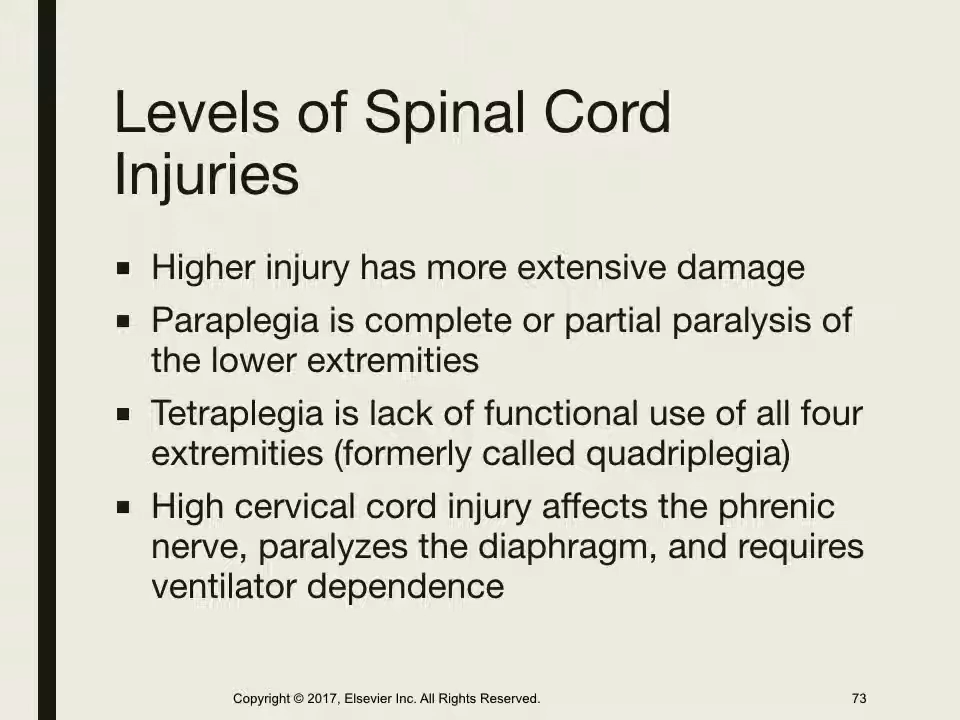 Levels of Spinal Cord
Injuries
▪ Higher injury has more extensive damage
▪ Paraplegia is complete or partial paralysis of
the lower extremities
▪ Tetraplegia is lack of functional use of all four
extremities (formerly called quadriplegia)
▪ High cervical cord injury affects the phrenic
nerve, paralyzes the diaphragm, and requires
ventilator dependence
Copyright © 2017, Elsevier Inc. All Rights Reserved.
73